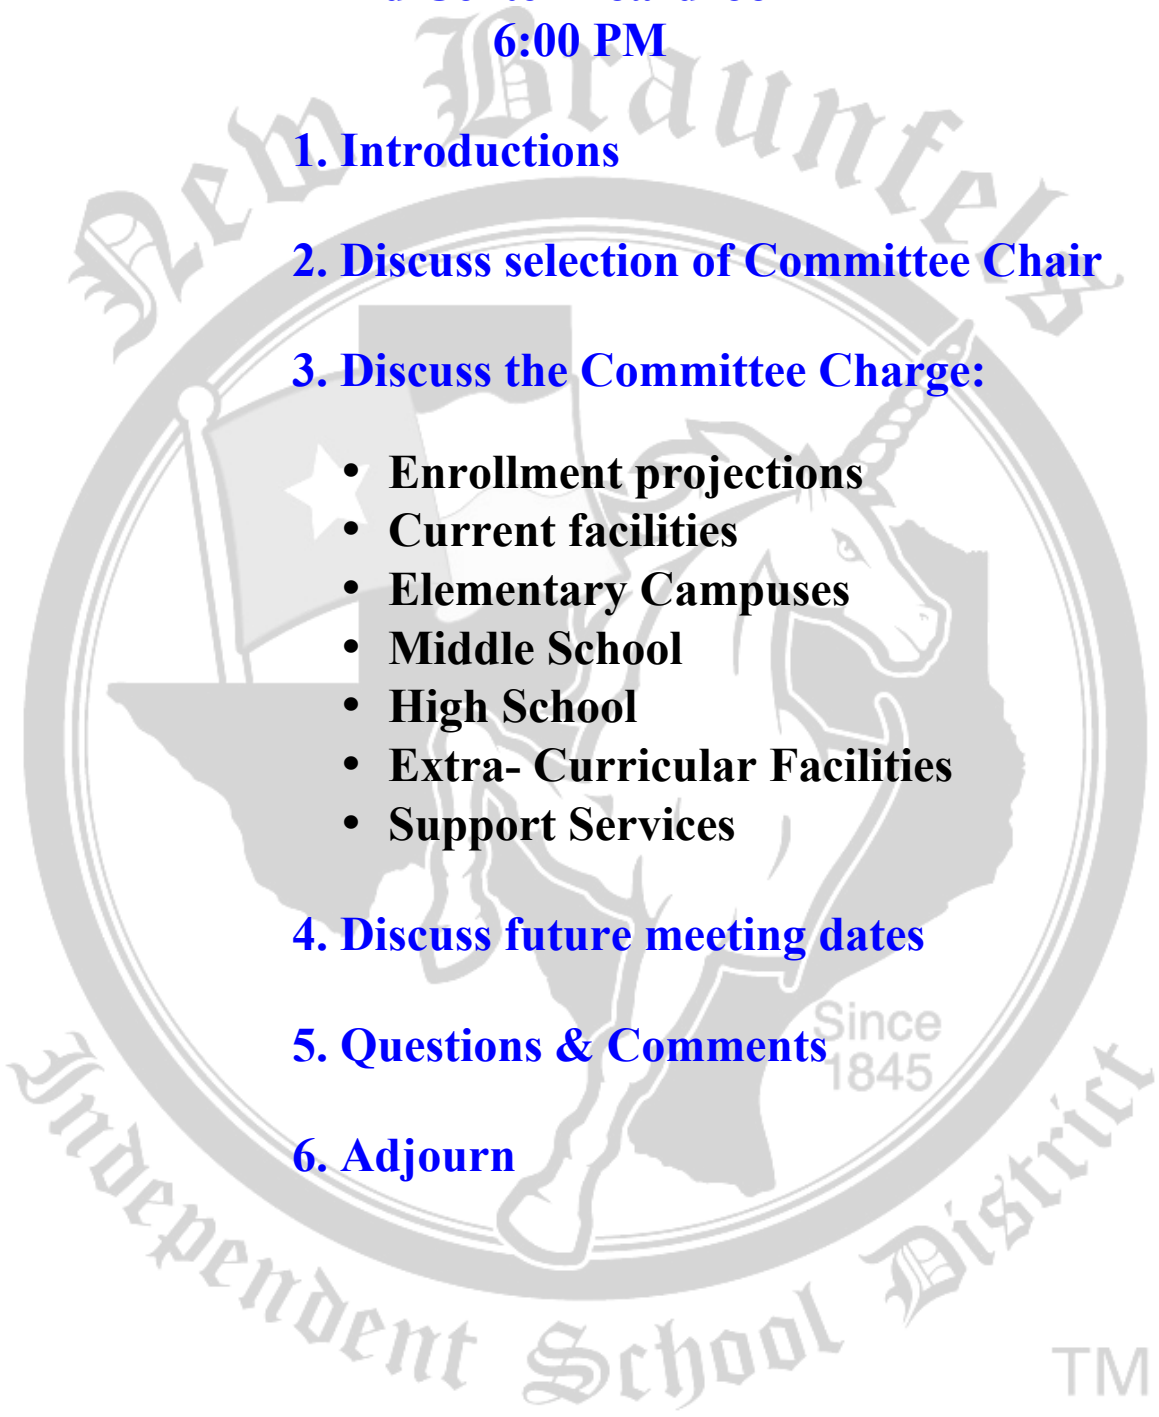 6:00 PM
1. Introductions
2. Discuss selection of Committee Chair
3. Discuss the Committee Charge:
• Enrollment projections
• Current facilities
• Elementary Campuses
• Middle School
• High School
• Extra- Curricular Facilities
• Support Services
4. Discuss future meeting dates
5. Questions & Comments
6. Adjourn
New Braunfels
Since
1845
Independent School District
TM